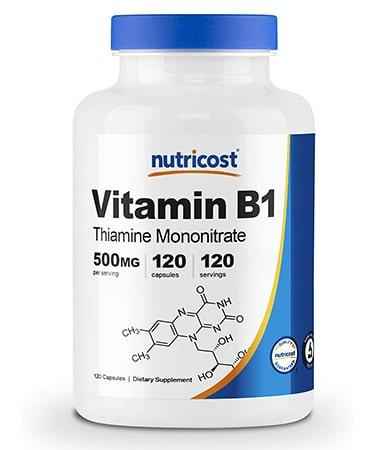 nutricost®
Vitamin B1
Thiamine Mononitrate
500MG
per serving
120
capsules
120
servings
O
N
NH
N
N
O
CH₃
CH₃
OH
HO
OH
120 Capsules | Dietary Supplement
nutricost